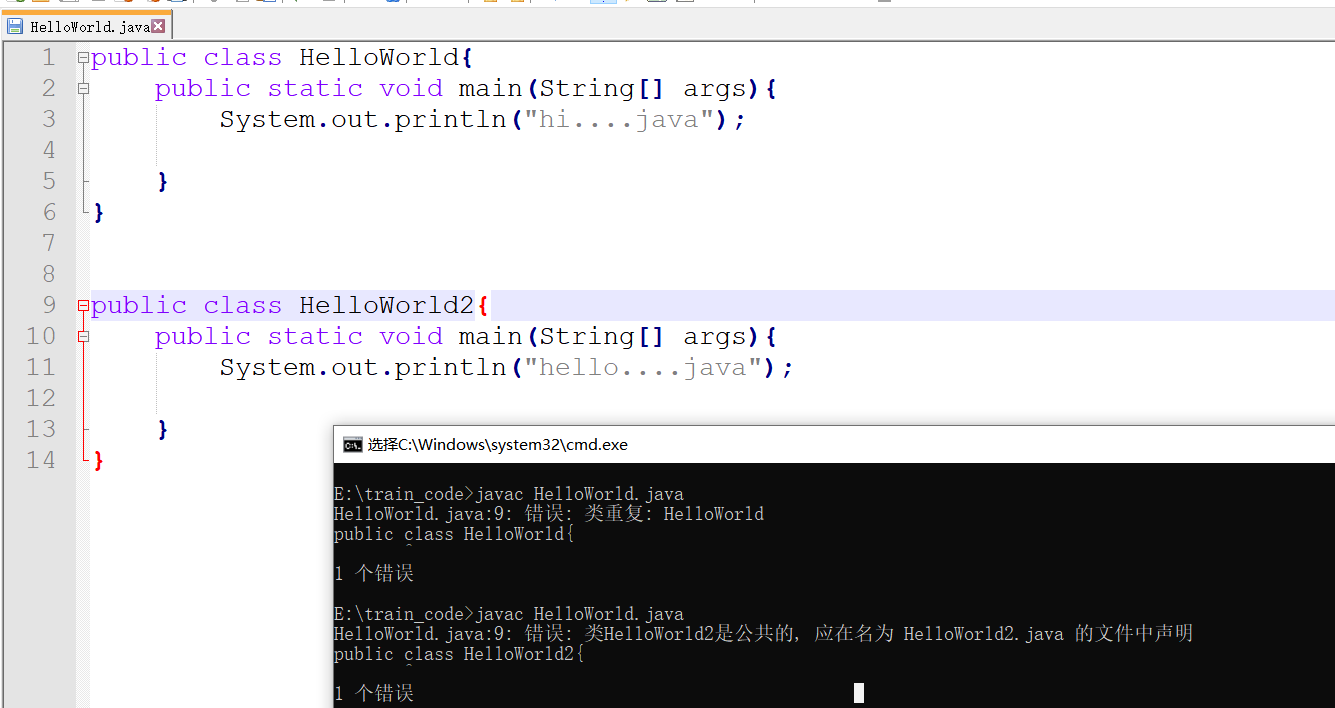 HelloWorld.java
1 public class HelloWorld{
2 public static void main(String[] args){
3 System.out.println("hi....java");
4
5 }
6 }
7
8
9 public class HelloWorld2{
10 public static void main(String[] args){
11 System.out.println("hello....java");
12
13 }
14 }
选择C:\Windows\system32\cmd.exe
E:\train_code>javac HelloWorld.java
HelloWorld.java:9: 错误: 类重复: HelloWorld
public class HelloWorld{
^
1 个错误
E:\train_code>javac HelloWorld.java
HelloWorld.java:9: 错误: 类HelloWorld2是公共的, 应在名为 HelloWorld2.java 的文件中声明
public class HelloWorld2{
^
1 个错误